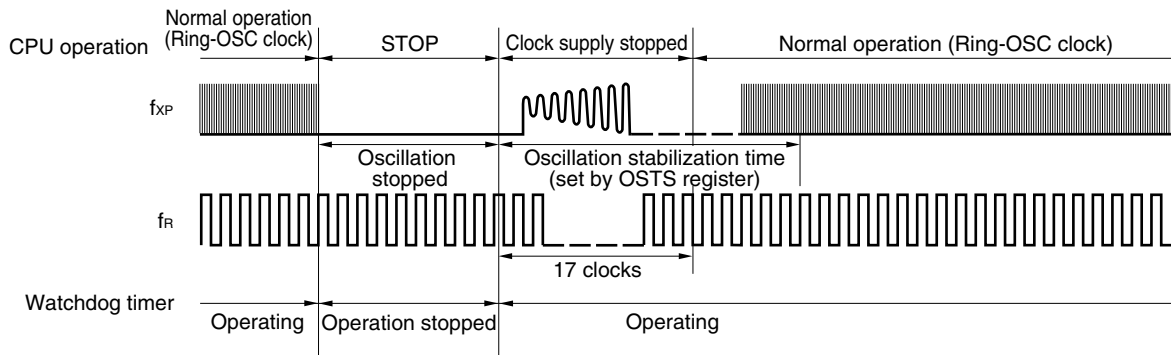 Normal operation
(Ring-OSC clock)
CPU operation
STOP
Clock supply stopped
Normal operation (Ring-OSC clock)
fXP
Oscillation
stopped
Oscillation stabilization time
(set by OSTS register)
fR
17 clocks
Watchdog timer
Operating
Operation stopped
Operating